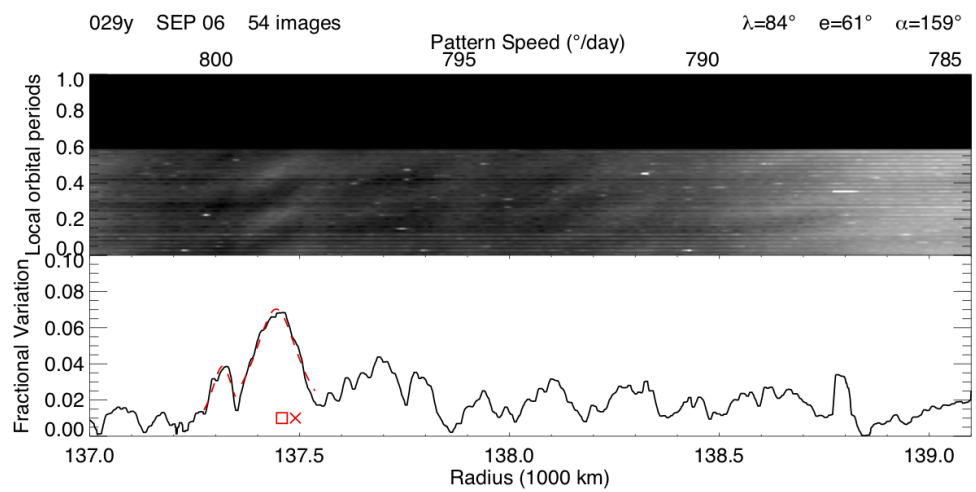 029y SEP 06 54 images λ=84° e=61° α=159°
Pattern Speed (°/day)
800 795 790 785
Local orbital periods
1.0
0.8
0.6
0.4
0.2
0.0
Fractional Variation
0.10
0.08
0.06
0.04
0.02
0.00
137.0 137.5 138.0 138.5 139.0
Radius (1000 km)